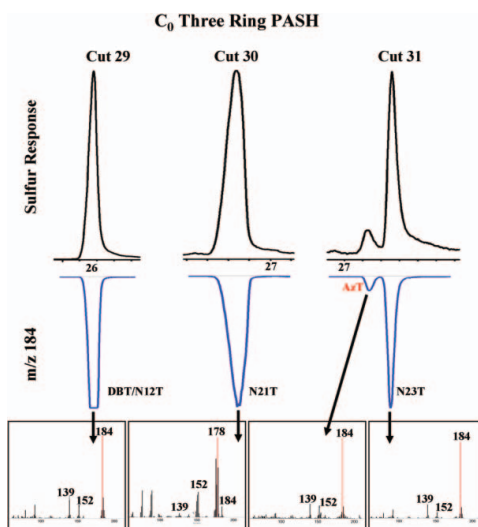 C₀ Three Ring PASH
Cut 29 Cut 30 Cut 31
Sulfur Response
26 27 27
m/z 184
AzT
DBT/N12T N21T N23T
184 178 184 184
139 152 139 152 184 139 152 139 152